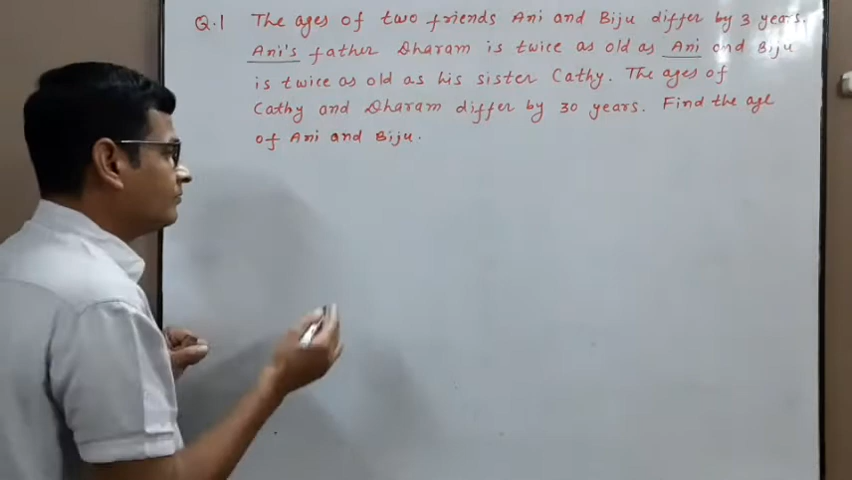 Q.1 The ages of two friends Ani and Biju differ by 3 years.
Ani's father Dharam is twice as old as Ani and Biju
is twice as old as his sister Cathy. The ages of
Cathy and Dharam differ by 30 years. Find the age
of Ani and Biju.